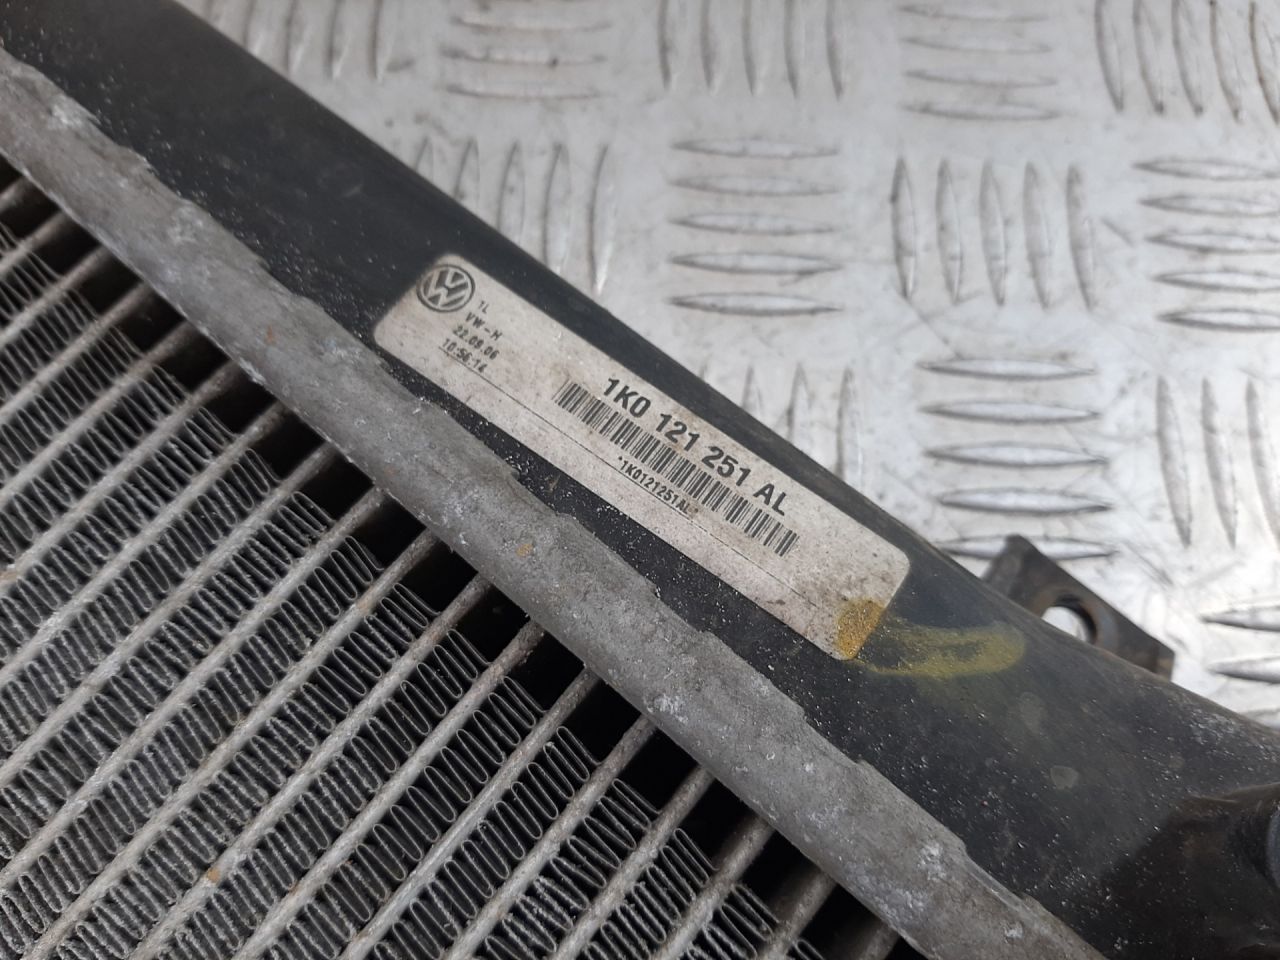 TL
VW-H
22.09.06
10:56:14
1K0 121 251 AL
*1K0121251AL